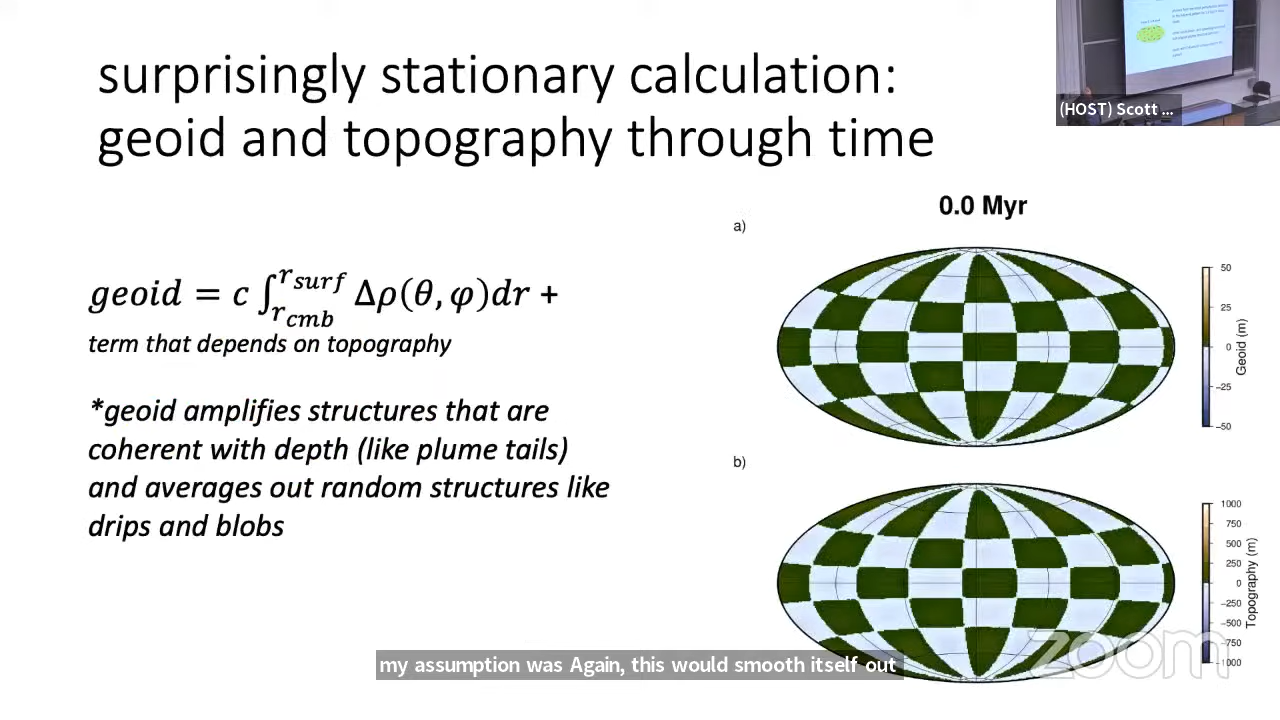 surprisingly stationary calculation:
geoid and topography through time
(HOST) Scott ...
geoid = c ∫_{r_cmb}^{r_surf} Δρ(θ, φ)dr +
term that depends on topography
*geoid amplifies structures that are
coherent with depth (like plume tails)
and averages out random structures like
drips and blobs
0.0 Myr
a)
50
25
0
−25
−50
Geoid (m)
b)
1000
750
500
250
0
−250
−500
−750
1000
Topography (m)
zoom
my assumption was Again, this would smooth itself out